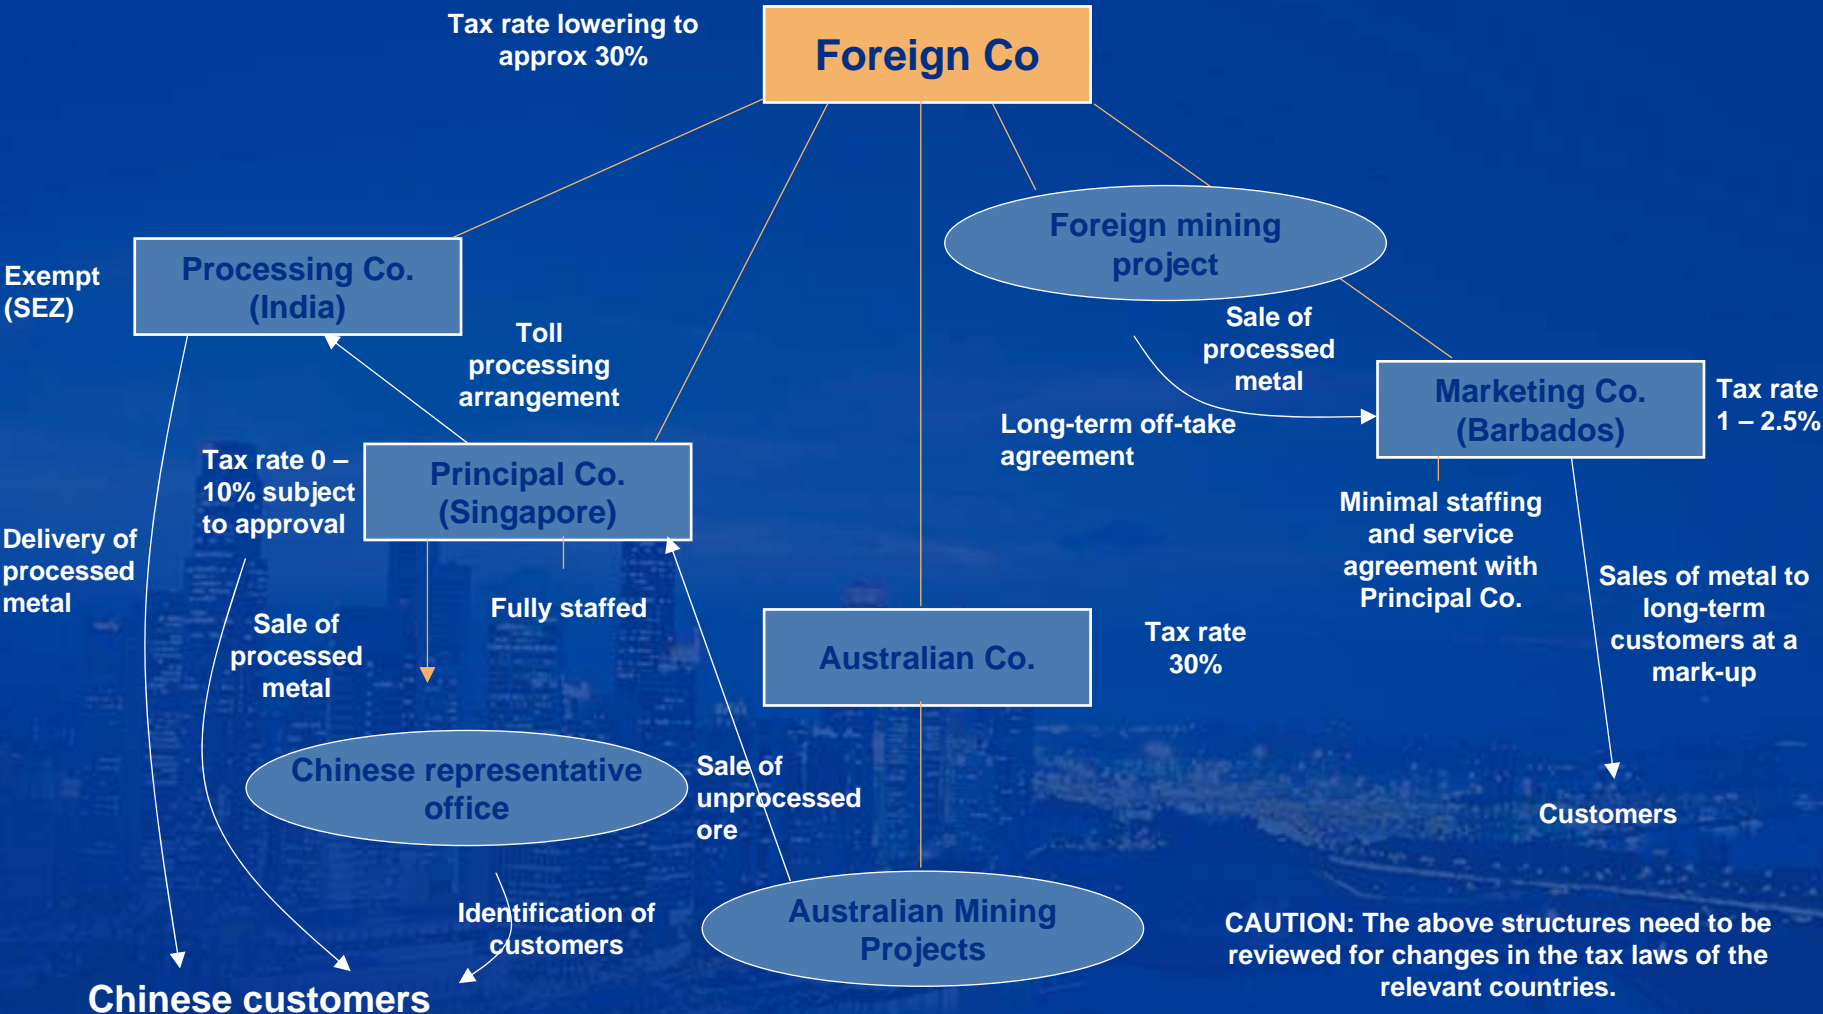 Tax rate lowering to
approx 30%
Foreign Co
Foreign mining
project
Exempt
(SEZ)
Processing Co.
(India)
Toll
processing
arrangement
Sale of
processed
metal
Marketing Co.
(Barbados)
Tax rate
1 – 2.5%
Long-term off-take
agreement
Tax rate 0 –
10% subject
to approval
Principal Co.
(Singapore)
Minimal staffing
and service
agreement with
Principal Co.
Delivery of
processed
metal
Fully staffed
Sales of metal to
long-term
customers at a
mark-up
Sale of
processed
metal
Australian Co.
Tax rate
30%
Chinese representative
office
Sale of
unprocessed
ore
Customers
Identification of
customers
Australian Mining
Projects
CAUTION: The above structures need to be
reviewed for changes in the tax laws of the
relevant countries.
Chinese customers